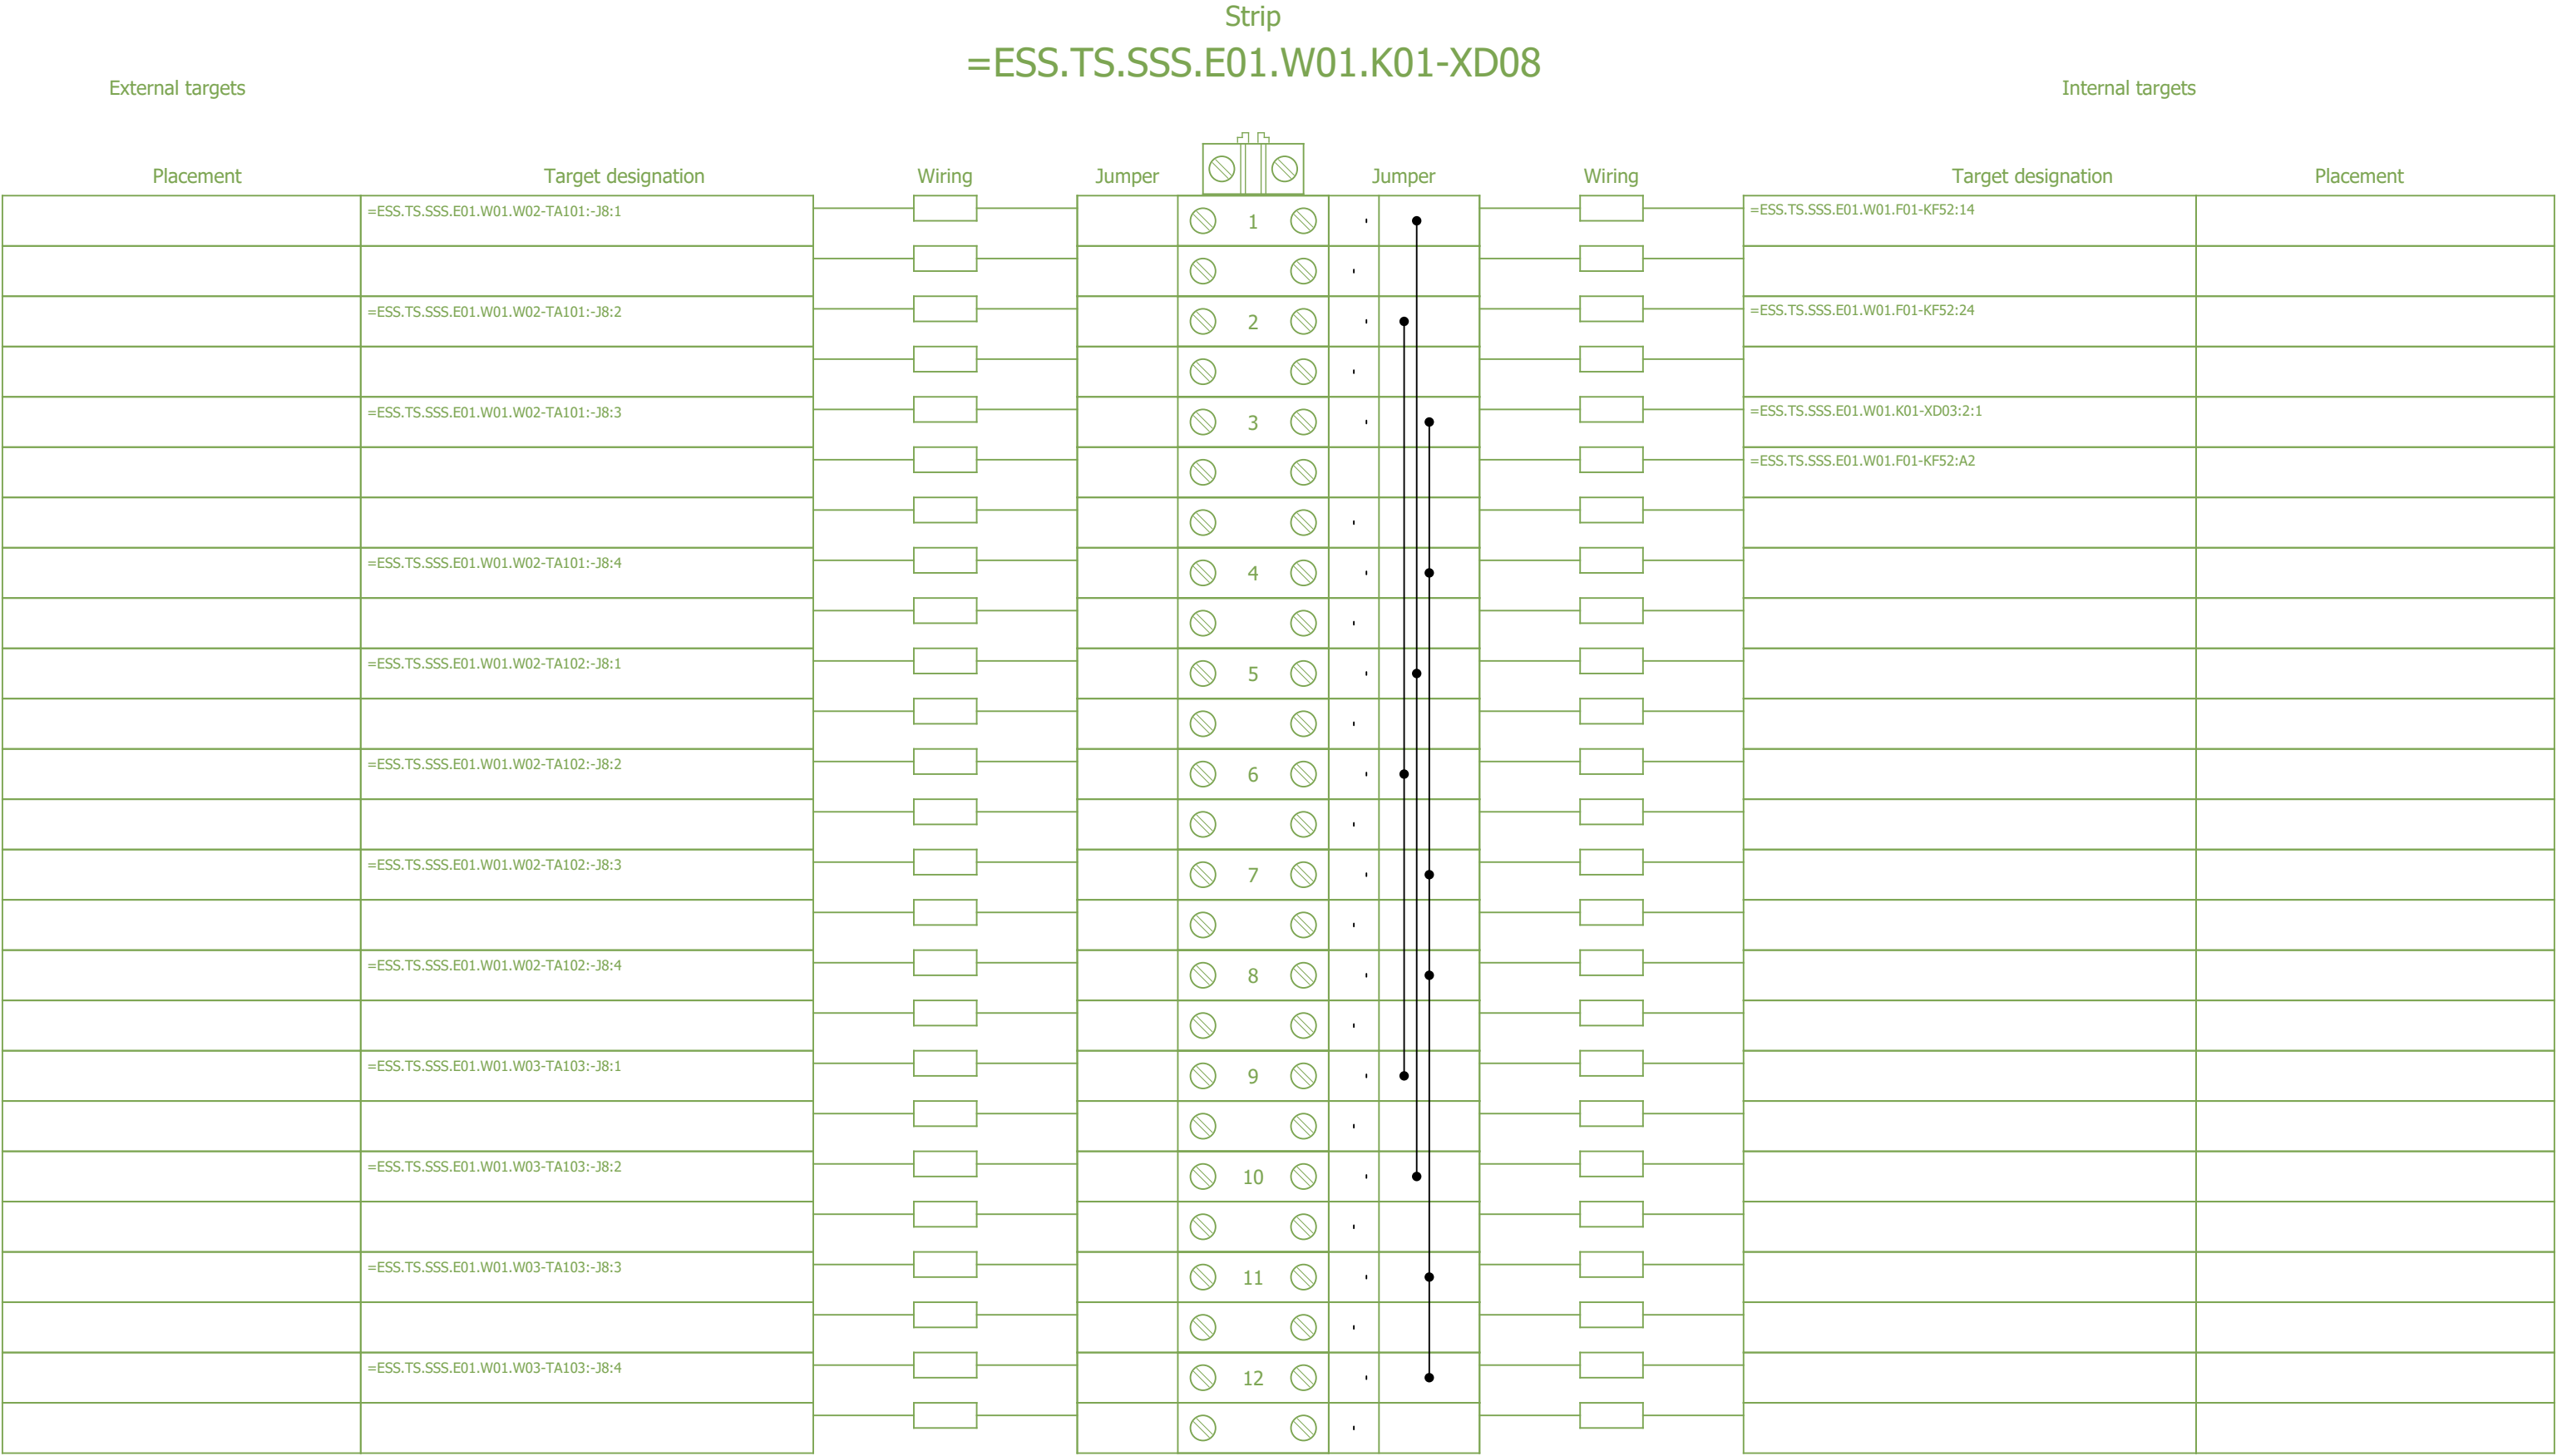 Strip
=ESS.TS.SSS.E01.W01.K01-XD08
External targets
Internal targets
Placement Target designation Wiring Jumper Jumper Wiring Target designation Placement
=ESS.TS.SSS.E01.W01.W02-TA101:-J8:1 1 =ESS.TS.SSS.E01.W01.F01-KF52:14
=ESS.TS.SSS.E01.W01.W02-TA101:-J8:2 2 =ESS.TS.SSS.E01.W01.F01-KF52:24
=ESS.TS.SSS.E01.W01.W02-TA101:-J8:3 3 =ESS.TS.SSS.E01.W01.K01-XD03:2:1
=ESS.TS.SSS.E01.W01.F01-KF52:A2
=ESS.TS.SSS.E01.W01.W02-TA101:-J8:4 4
=ESS.TS.SSS.E01.W01.W02-TA102:-J8:1 5
=ESS.TS.SSS.E01.W01.W02-TA102:-J8:2 6
=ESS.TS.SSS.E01.W01.W02-TA102:-J8:3 7
=ESS.TS.SSS.E01.W01.W02-TA102:-J8:4 8
=ESS.TS.SSS.E01.W01.W03-TA103:-J8:1 9
=ESS.TS.SSS.E01.W01.W03-TA103:-J8:2 10
=ESS.TS.SSS.E01.W01.W03-TA103:-J8:3 11
=ESS.TS.SSS.E01.W01.W03-TA103:-J8:4 12